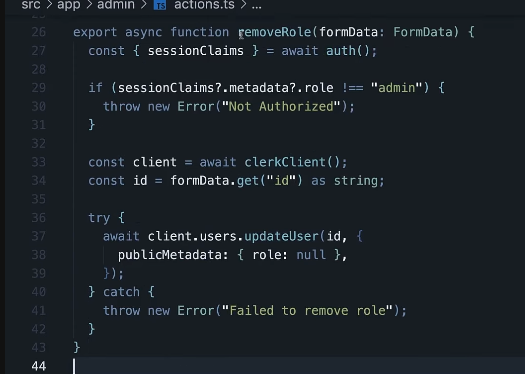 src > app > admin > TS actions.ts > ...
26 export async function removeRole(formData: FormData) {
27 const { sessionClaims } = await auth();
28
29 if (sessionClaims?.metadata?.role !== "admin") {
30 throw new Error("Not Authorized");
31 }
32
33 const client = await clerkClient();
34 const id = formData.get("id") as string;
35
36 try {
37 await client.users.updateUser(id, {
38 publicMetadata: { role: null },
39 });
40 } catch {
41 throw new Error("Failed to remove role");
42 }
43 }
44